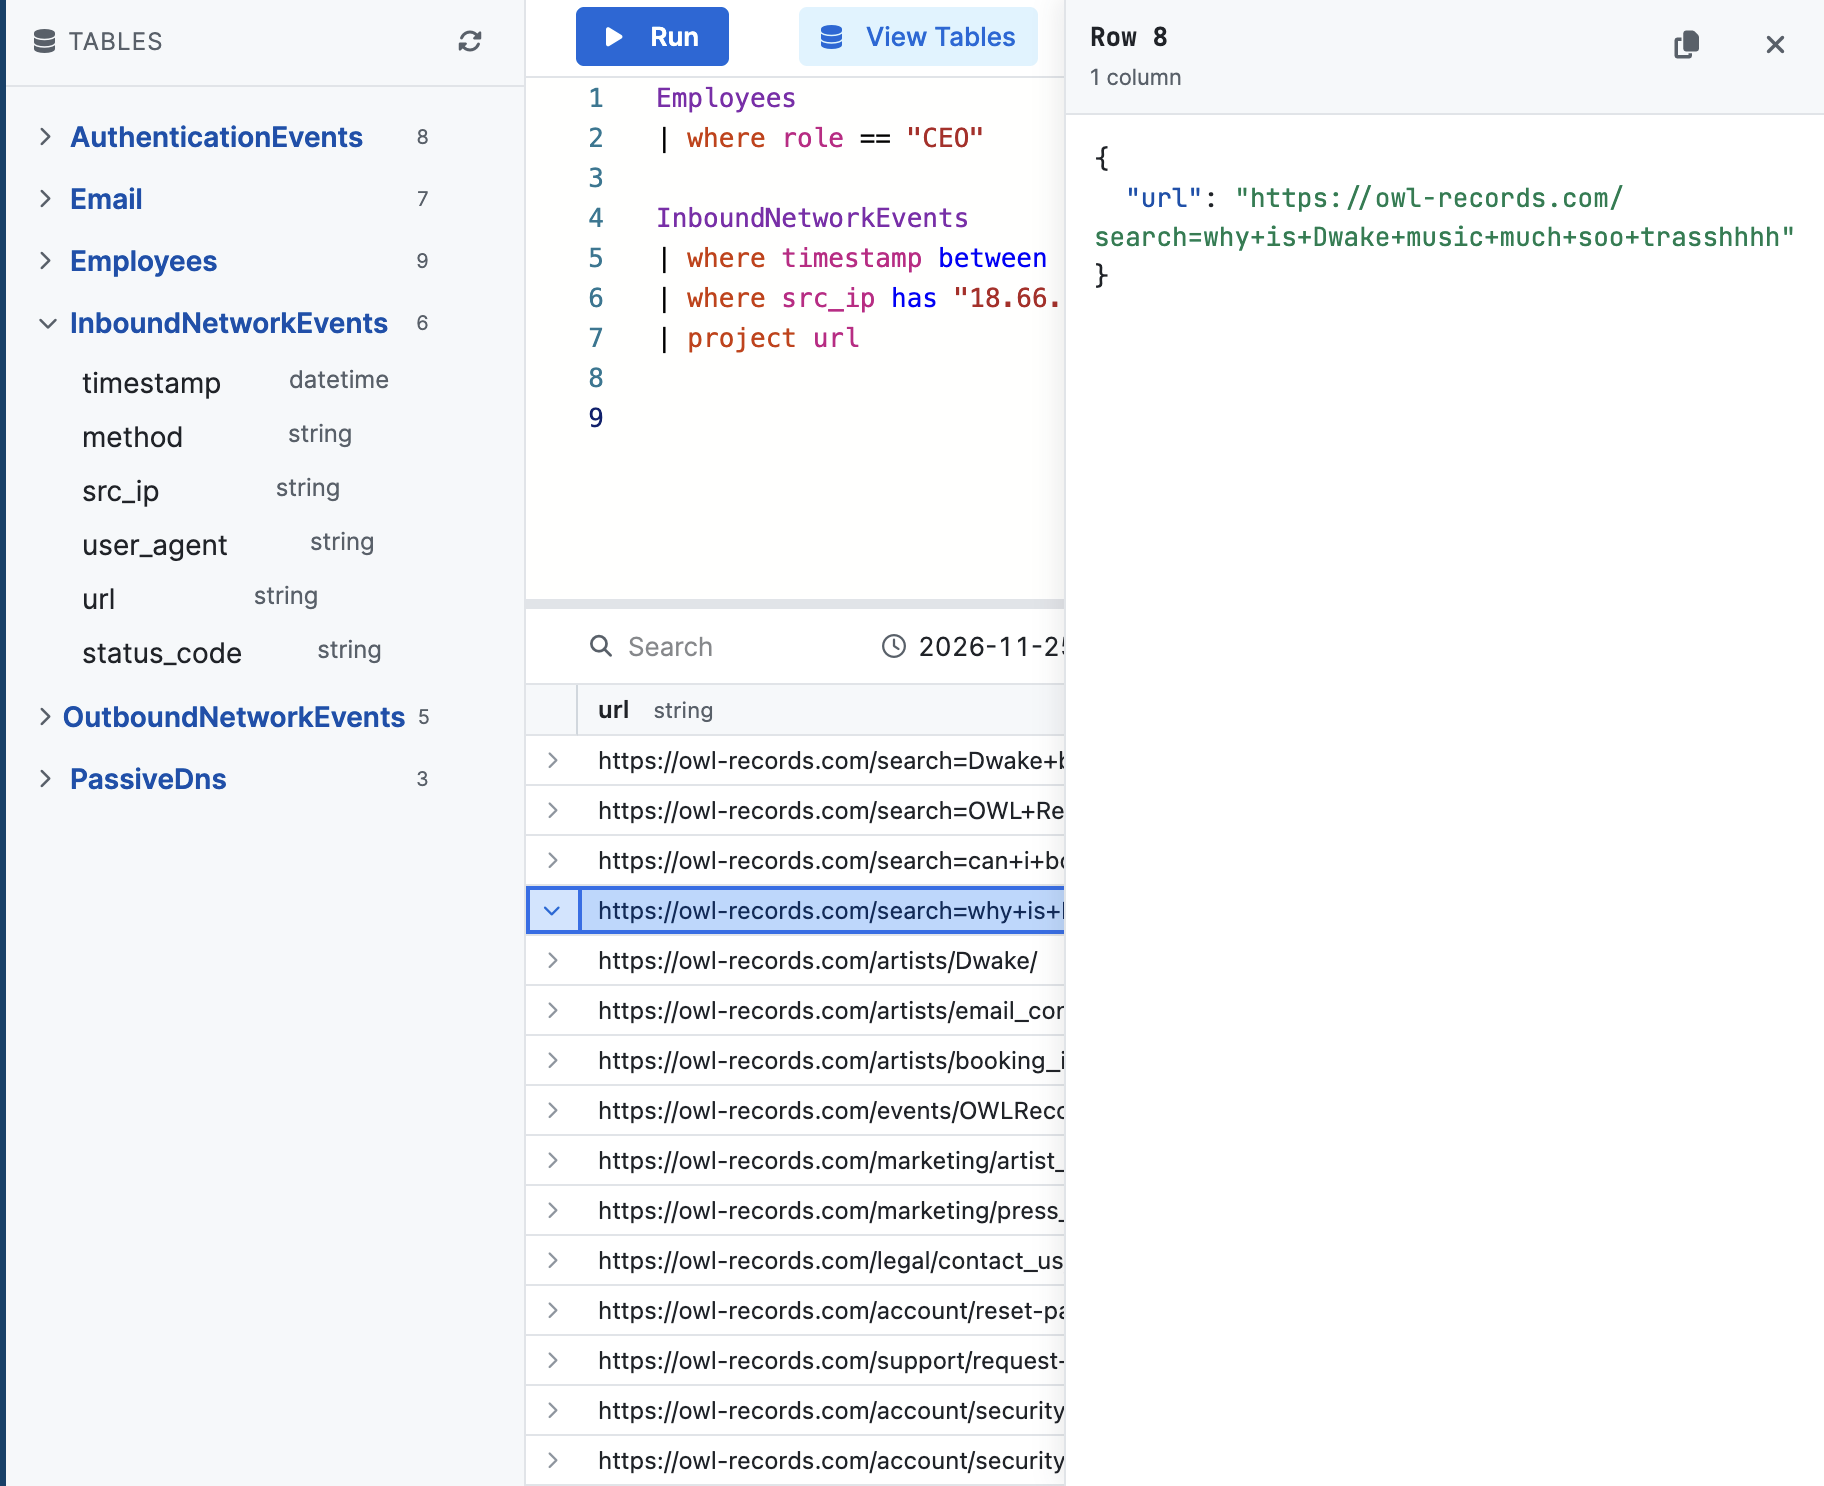 TABLES
AuthenticationEvents 8
Email 7
Employees 9
InboundNetworkEvents 6
timestamp datetime
method string
src_ip string
user_agent string
url string
status_code string
OutboundNetworkEvents 5
PassiveDns 3
Run
View Tables
1 Employees
2 | where role == "CEO"
3
4 InboundNetworkEvents
5 | where timestamp between
6 | where src_ip has "18.66.
7 | project url
8
9
Search
2026-11-25
url string
https://owl-records.com/search=Dwake+b
https://owl-records.com/search=OWL+Re
https://owl-records.com/search=can+i+bo
https://owl-records.com/search=why+is+
https://owl-records.com/artists/Dwake/
https://owl-records.com/artists/email_cor
https://owl-records.com/artists/booking_i
https://owl-records.com/events/OWLReco
https://owl-records.com/marketing/artist_
https://owl-records.com/marketing/press_
https://owl-records.com/legal/contact_us
https://owl-records.com/account/reset-pa
https://owl-records.com/support/request-
https://owl-records.com/account/security
https://owl-records.com/account/security
Row 8
1 column
{
"url": "https://owl-records.com/
search=why+is+Dwake+music+much+soo+trasshhhh"
}